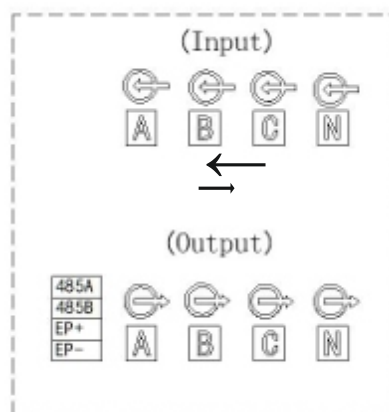 (Input)
A B C N
(Output)
485A
485B
EP+
EP-
A B C N